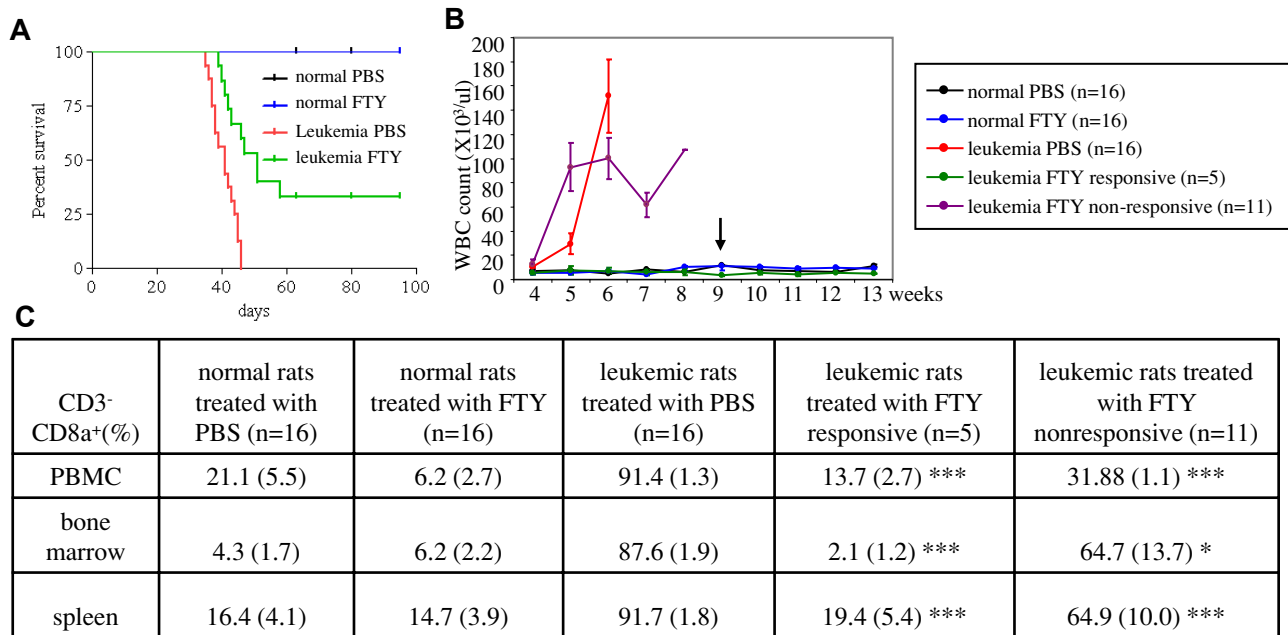 A
Percent survival
100
75
50
25
0
0 20 40 60 80 100
days
normal PBS
normal FTY
Leukemia PBS
leukemia FTY
B
WBC count (X10³/ul)
200
180
160
140
120
100
80
60
40
20
0
4 5 6 7 8 9 10 11 12 13 weeks
normal PBS (n=16)
normal FTY (n=16)
leukemia PBS (n=16)
leukemia FTY responsive (n=5)
leukemia FTY non-responsive (n=11)
C
CD3-
CD8a⁺(%)
normal rats
treated with
PBS (n=16)
normal rats
treated with FTY
(n=16)
leukemic rats
treated with PBS
(n=16)
leukemic rats
treated with FTY
responsive (n=5)
leukemic rats treated
with FTY
nonresponsive (n=11)
PBMC 21.1 (5.5) 6.2 (2.7) 91.4 (1.3) 13.7 (2.7) *** 31.88 (1.1) ***
bone
marrow 4.3 (1.7) 6.2 (2.2) 87.6 (1.9) 2.1 (1.2) *** 64.7 (13.7) *
spleen 16.4 (4.1) 14.7 (3.9) 91.7 (1.8) 19.4 (5.4) *** 64.9 (10.0) ***